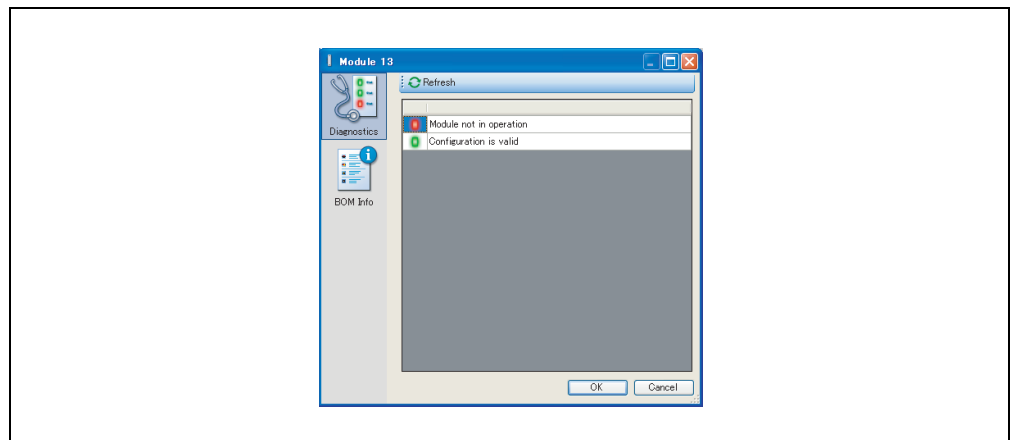 Module 13
Refresh
Diagnostics
Module not in operation
Configuration is valid
BOM Info
OK Cancel